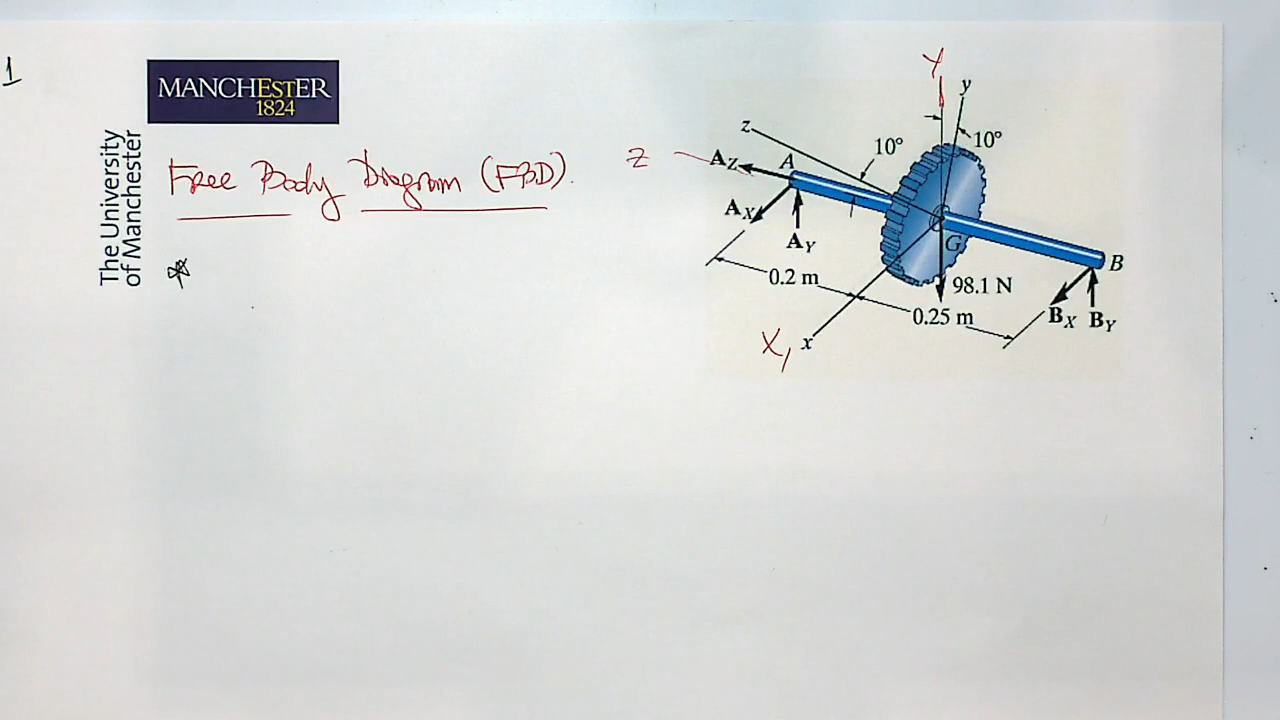 1
MANCHESTER
1824
The University
of Manchester
Free Body Diagram (FBD).
*
Y
y
z
10°
10°
Z
A_Z
A
A_X
A_Y
G
B
0.2 m
98.1 N
0.25 m
B_X B_Y
X,
x